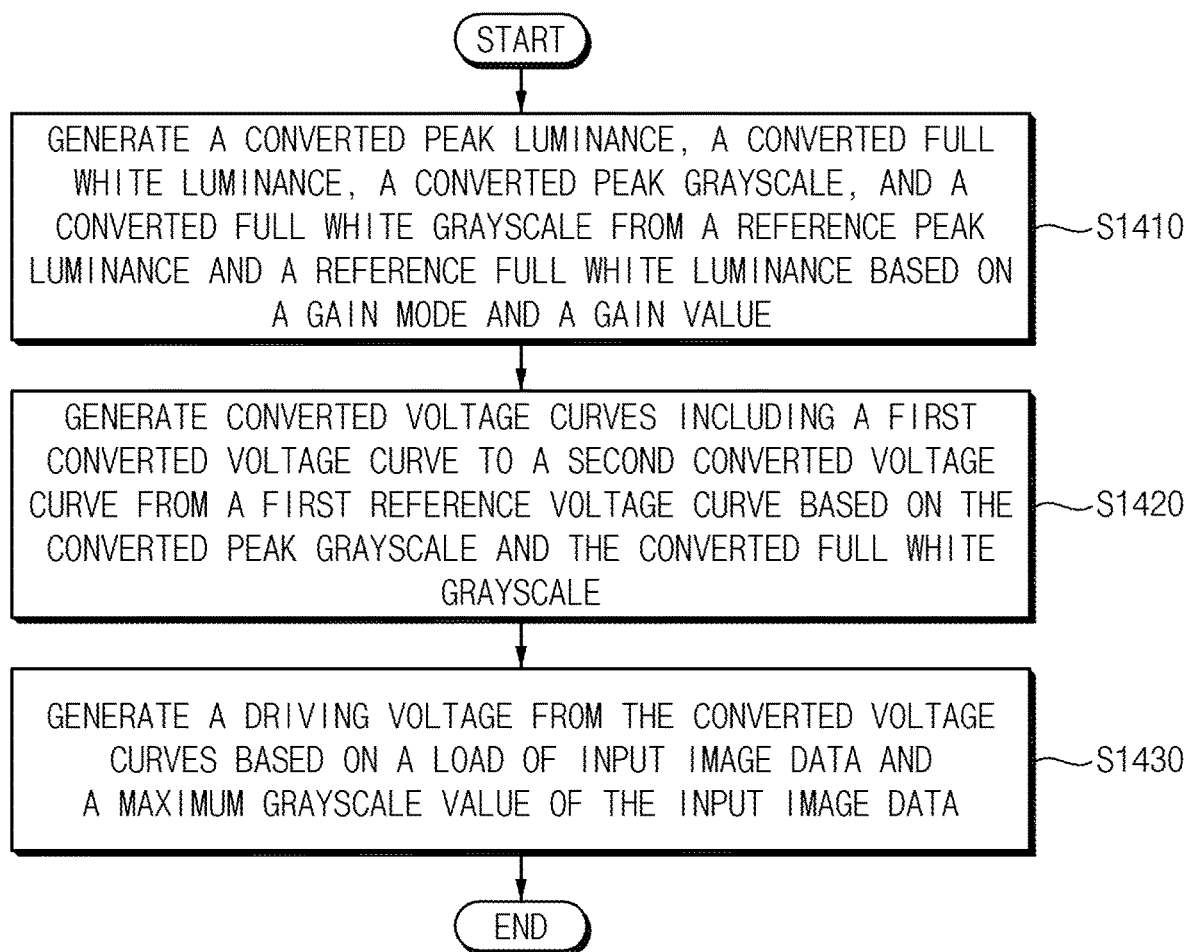 START
GENERATE A CONVERTED PEAK LUMINANCE, A CONVERTED FULL
WHITE LUMINANCE, A CONVERTED PEAK GRAYSCALE, AND A
CONVERTED FULL WHITE GRAYSCALE FROM A REFERENCE PEAK
LUMINANCE AND A REFERENCE FULL WHITE LUMINANCE BASED ON
A GAIN MODE AND A GAIN VALUE
S1410
GENERATE CONVERTED VOLTAGE CURVES INCLUDING A FIRST
CONVERTED VOLTAGE CURVE TO A SECOND CONVERTED VOLTAGE
CURVE FROM A FIRST REFERENCE VOLTAGE CURVE BASED ON THE
CONVERTED PEAK GRAYSCALE AND THE CONVERTED FULL WHITE
GRAYSCALE
S1420
GENERATE A DRIVING VOLTAGE FROM THE CONVERTED VOLTAGE
CURVES BASED ON A LOAD OF INPUT IMAGE DATA AND
A MAXIMUM GRAYSCALE VALUE OF THE INPUT IMAGE DATA
S1430
END